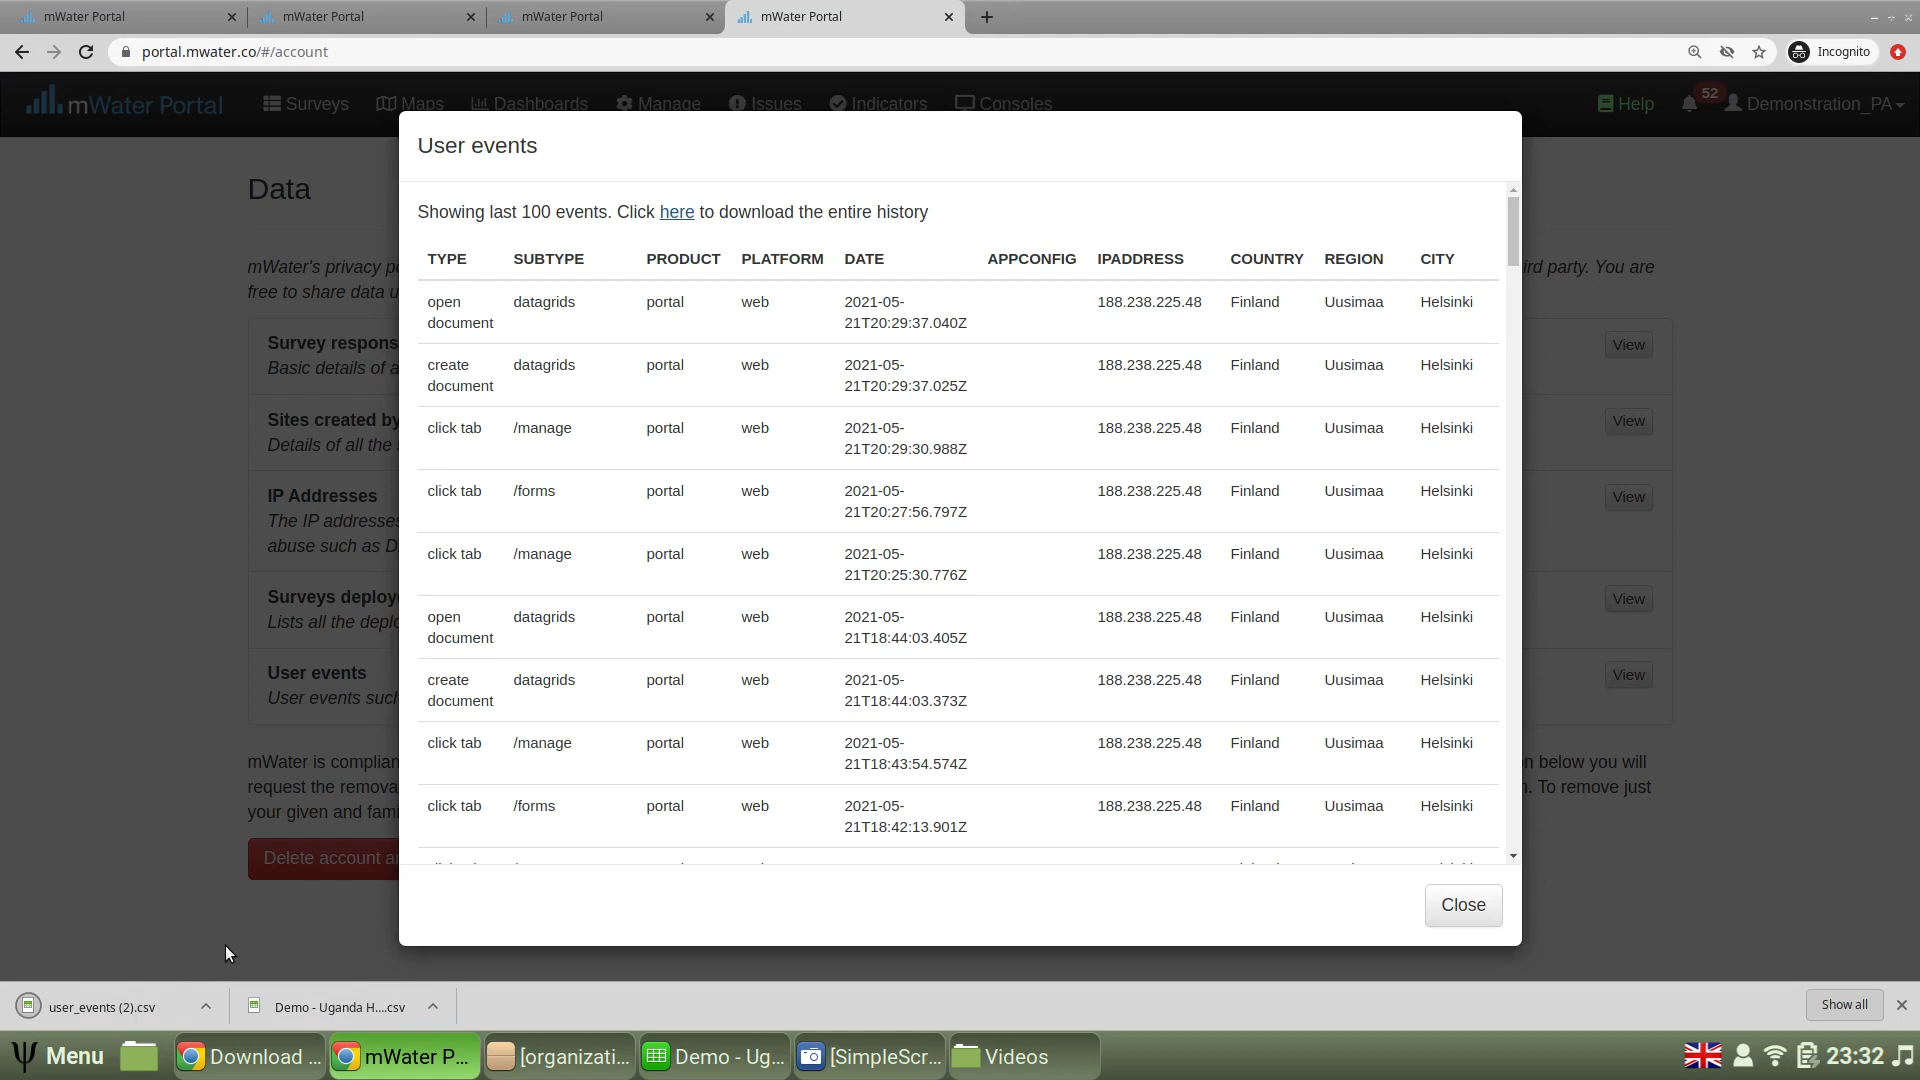 mWater Portal
mWater Portal
mWater Portal
mWater Portal
portal.mwater.co/#/account
Incognito
mWater Portal
Surveys
Maps
Dashboards
Manage
Issues
Indicators
Consoles
Help
52
Demonstration_PA
User events
Data
Showing last 100 events. Click here to download the entire history
mWater's privacy
ird party. You are
free to share data
TYPE SUBTYPE PRODUCT PLATFORM DATE APPCONFIG IPADDRESS COUNTRY REGION CITY
open document datagrids portal web 2021-05-21T20:29:37.040Z 188.238.225.48 Finland Uusimaa Helsinki
create document datagrids portal web 2021-05-21T20:29:37.025Z 188.238.225.48 Finland Uusimaa Helsinki
click tab /manage portal web 2021-05-21T20:29:30.988Z 188.238.225.48 Finland Uusimaa Helsinki
click tab /forms portal web 2021-05-21T20:27:56.797Z 188.238.225.48 Finland Uusimaa Helsinki
click tab /manage portal web 2021-05-21T20:25:30.776Z 188.238.225.48 Finland Uusimaa Helsinki
open document datagrids portal web 2021-05-21T18:44:03.405Z 188.238.225.48 Finland Uusimaa Helsinki
create document datagrids portal web 2021-05-21T18:44:03.373Z 188.238.225.48 Finland Uusimaa Helsinki
click tab /manage portal web 2021-05-21T18:43:54.574Z 188.238.225.48 Finland Uusimaa Helsinki
click tab /forms portal web 2021-05-21T18:42:13.901Z 188.238.225.48 Finland Uusimaa Helsinki
Survey respons
Basic details of a
View
Sites created by
Details of all the
View
IP Addresses
The IP addresses
abuse such as D
View
Surveys deploye
Lists all the deplo
View
User events
User events such
View
mWater is complian
n below you will
request the remova
n. To remove just
your given and fami
Delete account a
Close
user_events (2).csv
Demo - Uganda H....csv
Show all
Menu
Download ...
mWater P...
[organizati...
Demo - Ug...
[SimpleScr...
Videos
23:32